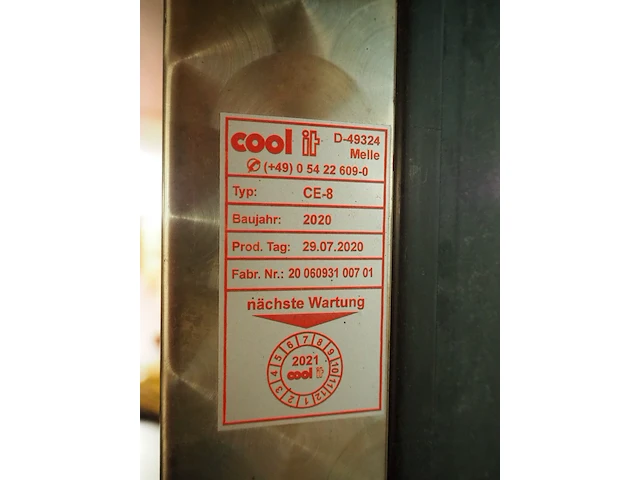 cool it D-49324
Melle
(+49) 0 54 22 609-0
Typ: CE-8
Baujahr: 2020
Prod. Tag: 29.07.2020
Fabr. Nr.: 20 060931 007 01
nächste Wartung
1 2 3 4 5 6 7 8 9 10 11 12
2021
cool it